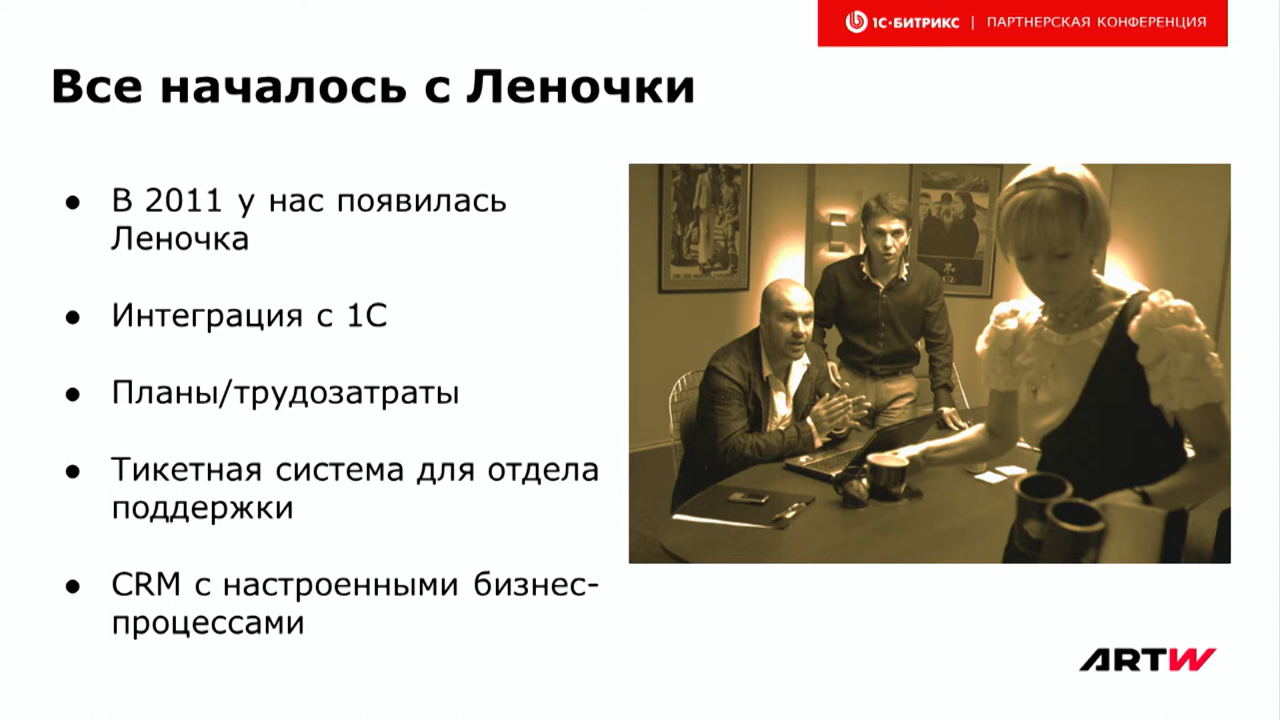 1С-БИТРИКС | ПАРТНЕРСКАЯ КОНФЕРЕНЦИЯ
Все началось с Леночки
● В 2011 у нас появилась
Леночка
● Интеграция с 1С
● Планы/трудозатраты
● Тикетная система для отдела
поддержки
● CRM с настроенными бизнес-
процессами
ARTW